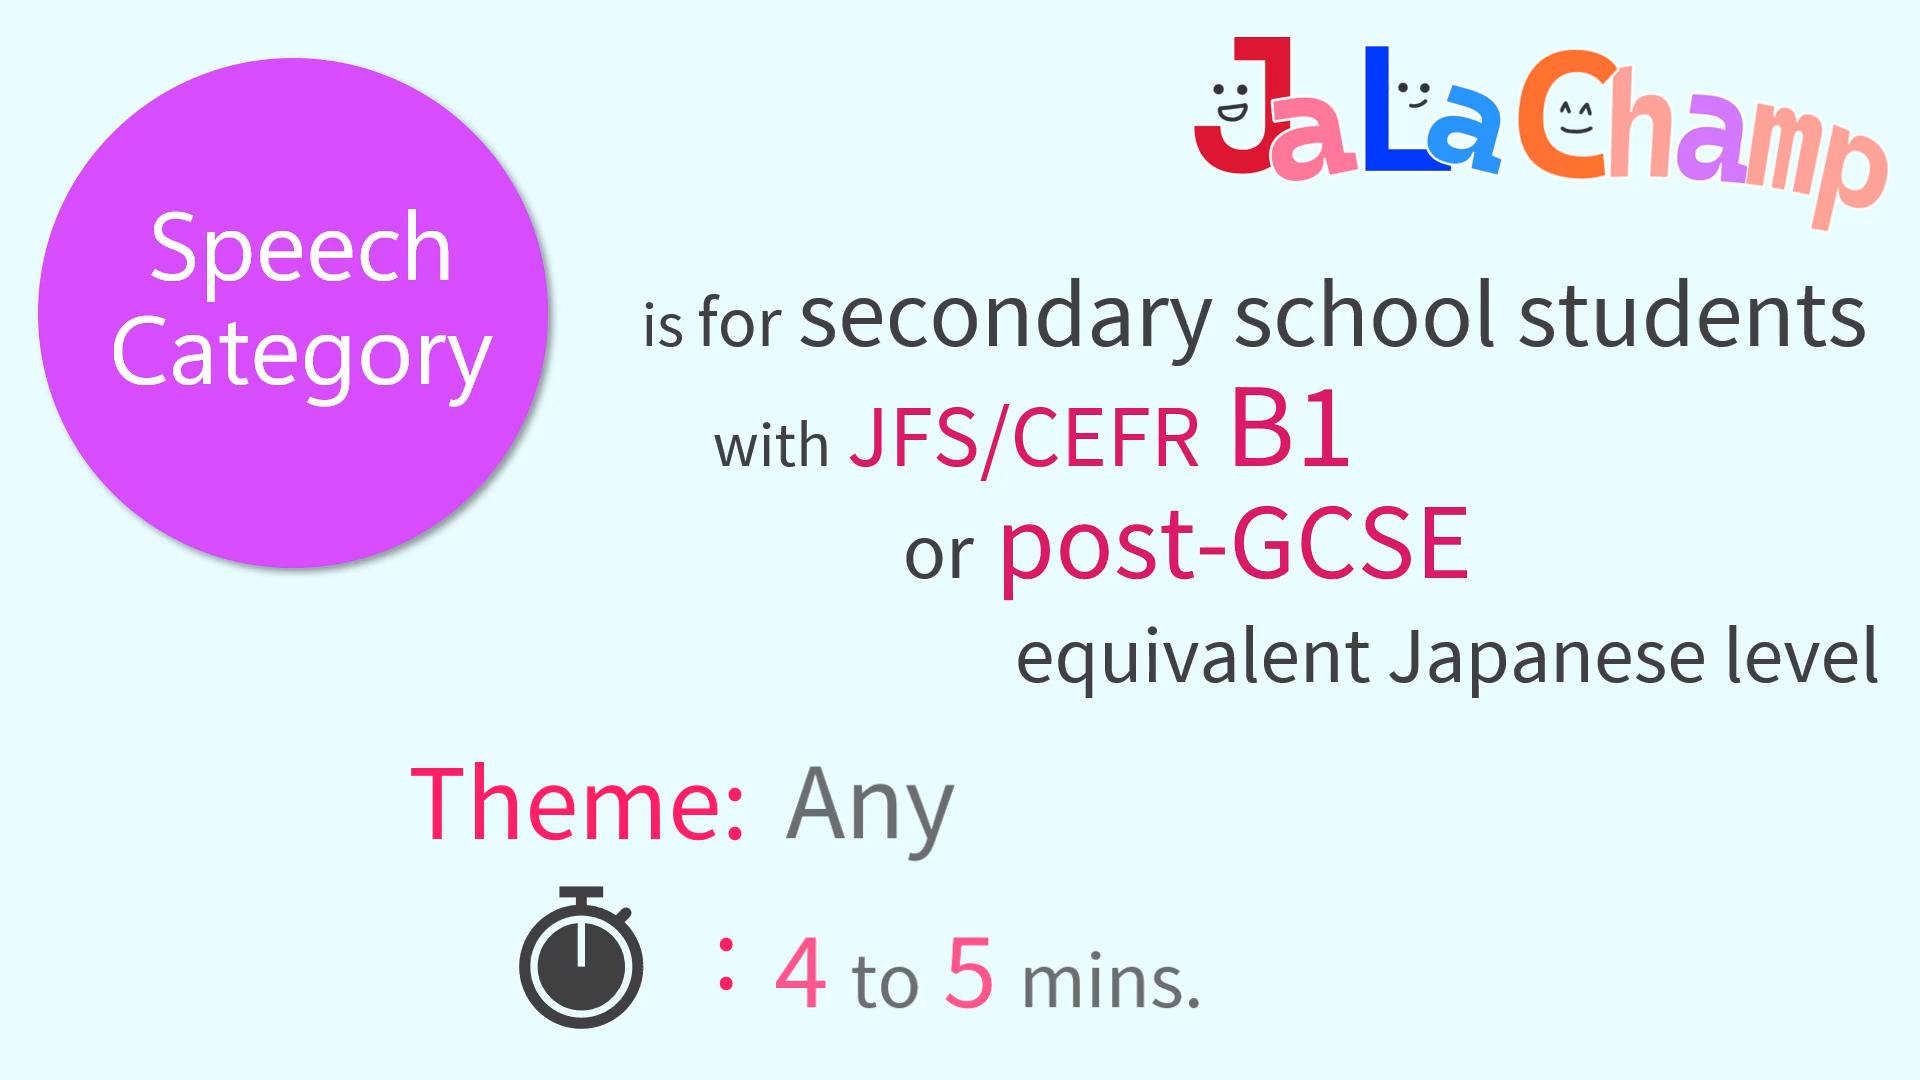 JaLaChamp
Speech
Category
is for secondary school students
with JFS/CEFR B1
or post-GCSE
equivalent Japanese level
Theme: Any
: 4 to 5 mins.